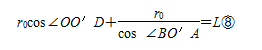 r₀cos∠OO′ D+r₀/cos ∠BO′ A=L⑧